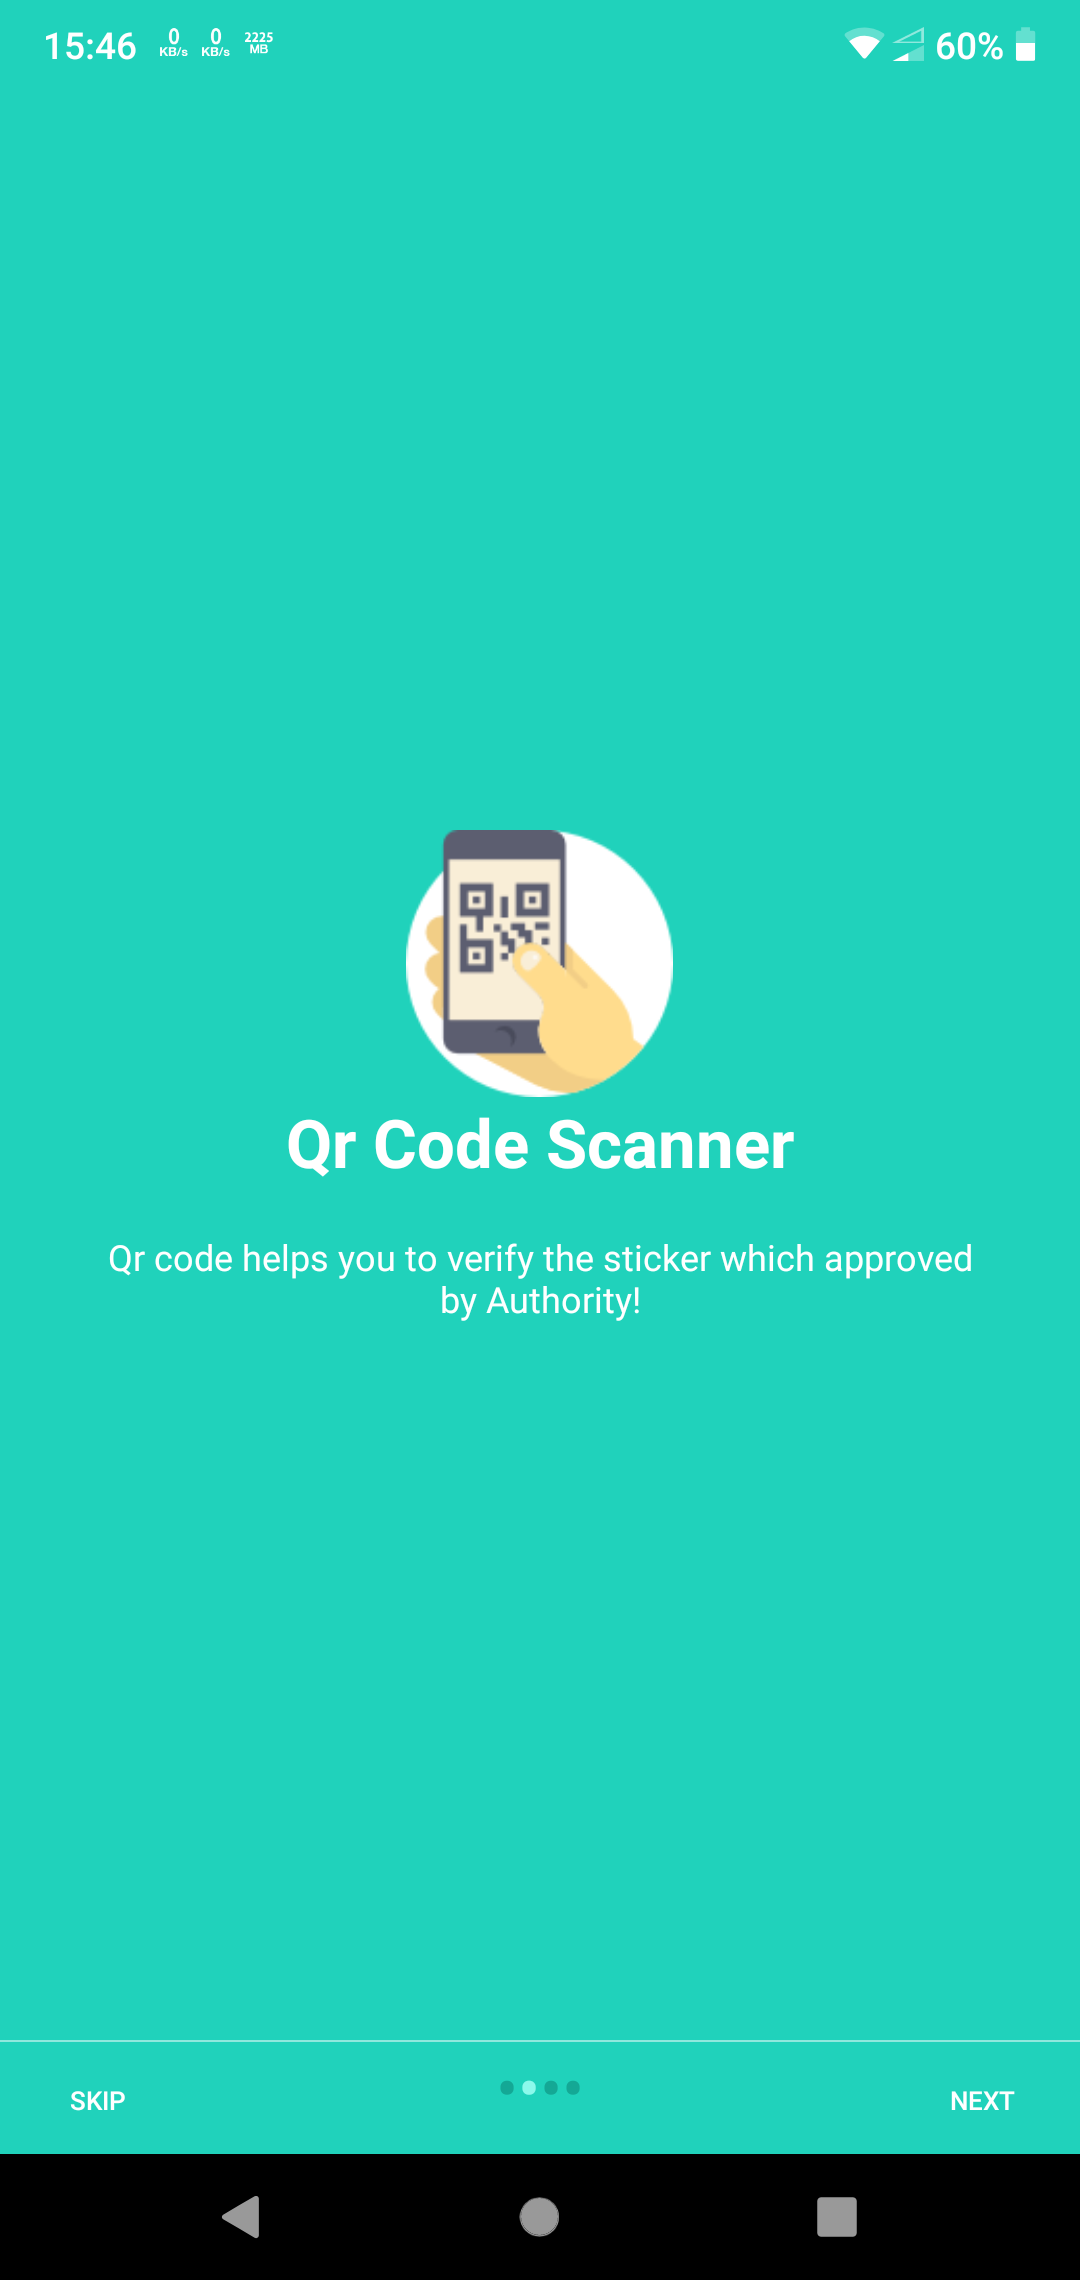 15:46 0 KB/s 0 KB/s 2225 MB 60%
Qr Code Scanner
Qr code helps you to verify the sticker which approved
by Authority!
SKIP NEXT